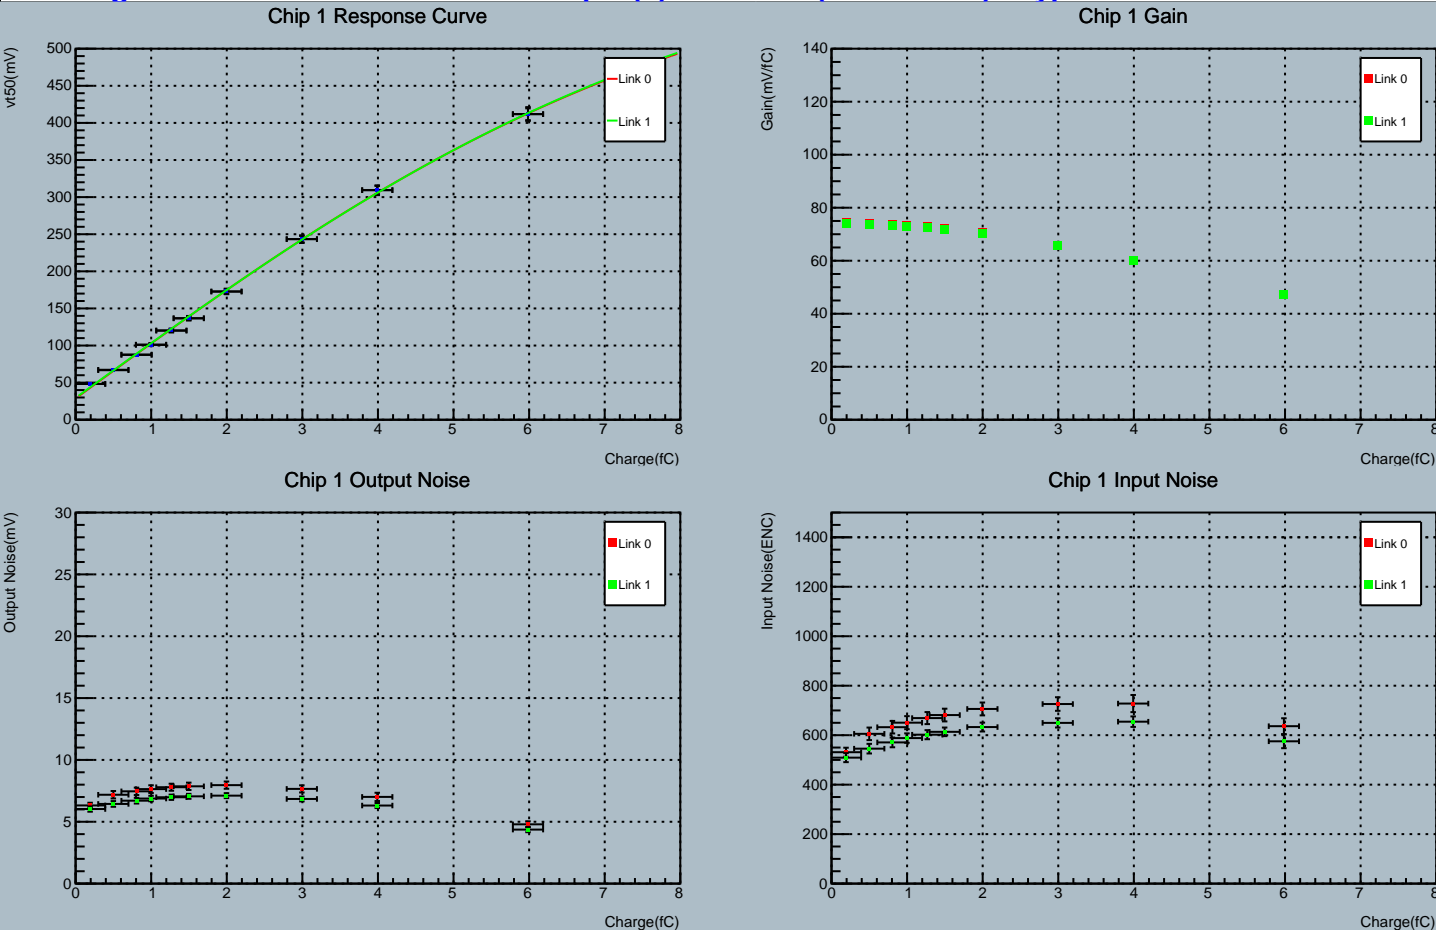 Chip 1 Response Curve
vt50(mV)
500
450
400
350
300
250
200
150
100
50
0
0 1 2 3 4 5 6 7 8
Charge(fC)
Link 0
Link 1
Chip 1 Gain
Gain(mV/fC)
140
120
100
80
60
40
20
0
0 1 2 3 4 5 6 7 8
Charge(fC)
Link 0
Link 1
Chip 1 Output Noise
Output Noise(mV)
30
25
20
15
10
5
0
0 1 2 3 4 5 6 7 8
Charge(fC)
Link 0
Link 1
Chip 1 Input Noise
Input Noise(ENC)
1400
1200
1000
800
600
400
200
0
0 1 2 3 4 5 6 7 8
Charge(fC)
Link 0
Link 1